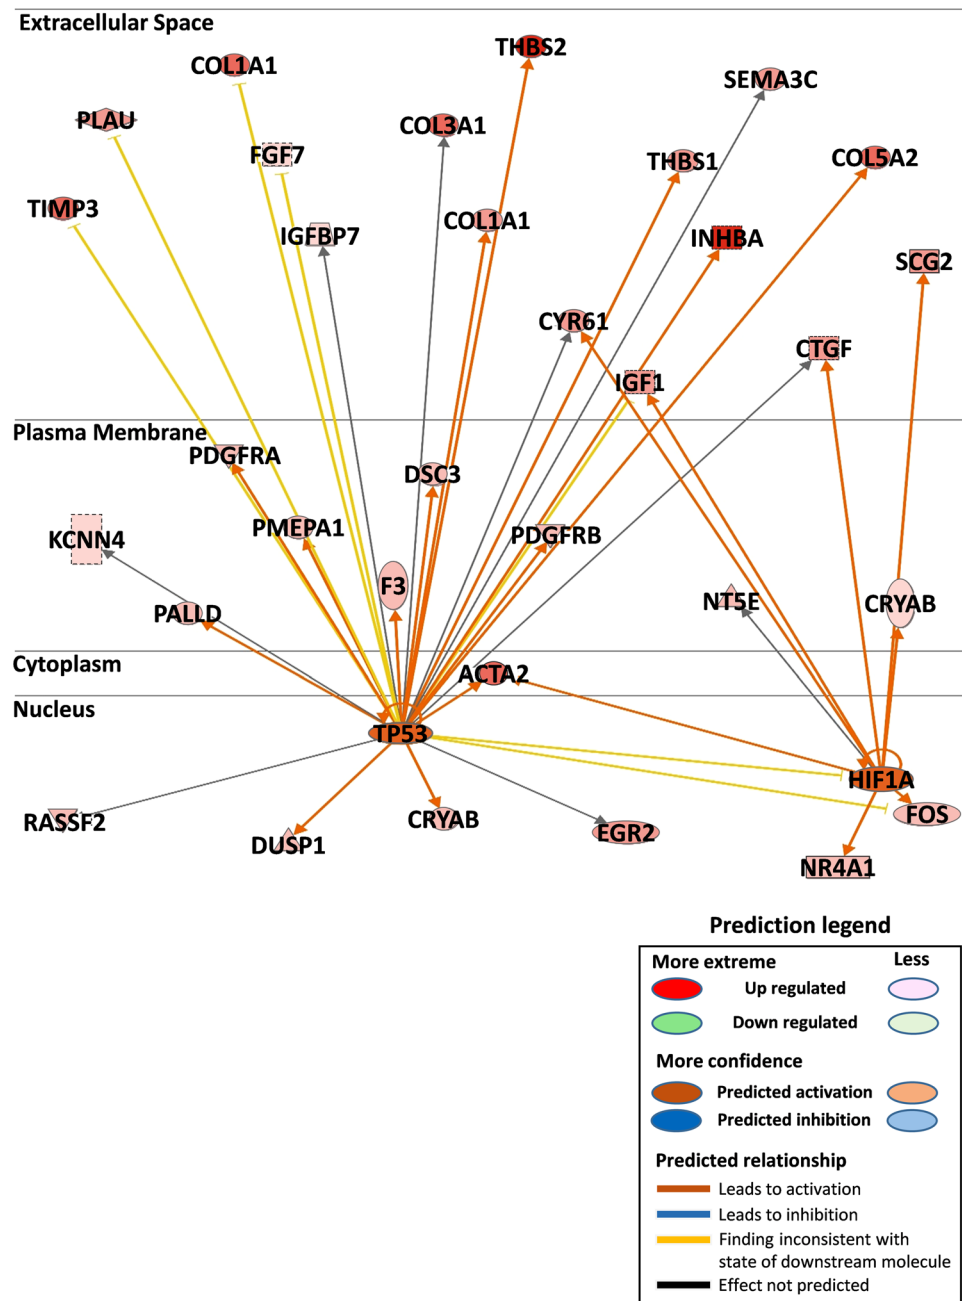 Extracellular Space
THBS2
COL1A1
SEMA3C
PLAU
COL3A1
FGF7
THBS1
COL5A2
TIMP3
COL1A1
IGFBP7
INHBA
SCG2
CYR61
CTGF
IGF1
Plasma Membrane
PDGFRA
DSC3
PMEPA1
PDGFRB
KCNN4
F3
NT5E
CRYAB
PALLD
Cytoplasm
ACTA2
Nucleus
TP53
HIF1A
RASSF2
CRYAB
FOS
DUSP1
EGR2
NR4A1
Prediction legend
More extreme Less
Up regulated
Down regulated
More confidence
Predicted activation
Predicted inhibition
Predicted relationship
Leads to activation
Leads to inhibition
Finding inconsistent with
state of downstream molecule
Effect not predicted